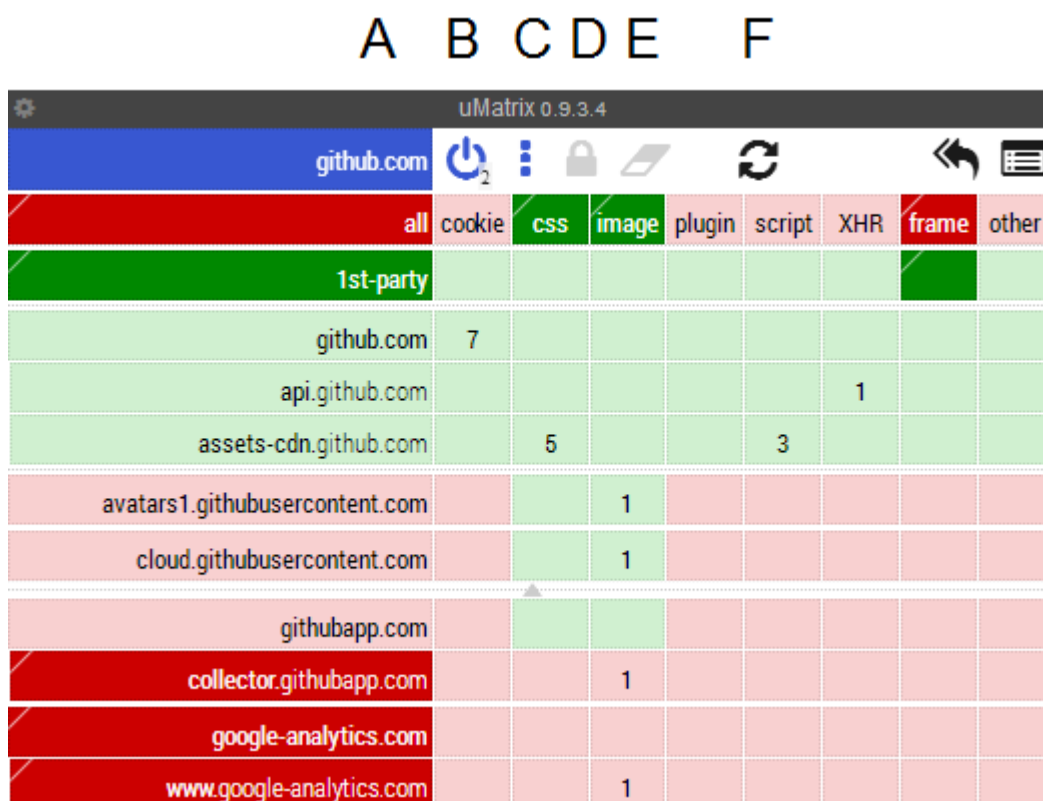 A B C D E F
uMatrix 0.9.3.4
github.com 2
all cookie css image plugin script XHR frame other
1st-party
github.com 7
api.github.com 1
assets-cdn.github.com 5 3
avatars1.githubusercontent.com 1
cloud.githubusercontent.com 1
githubapp.com
collector.githubapp.com 1
google-analytics.com
www.google-analytics.com 1